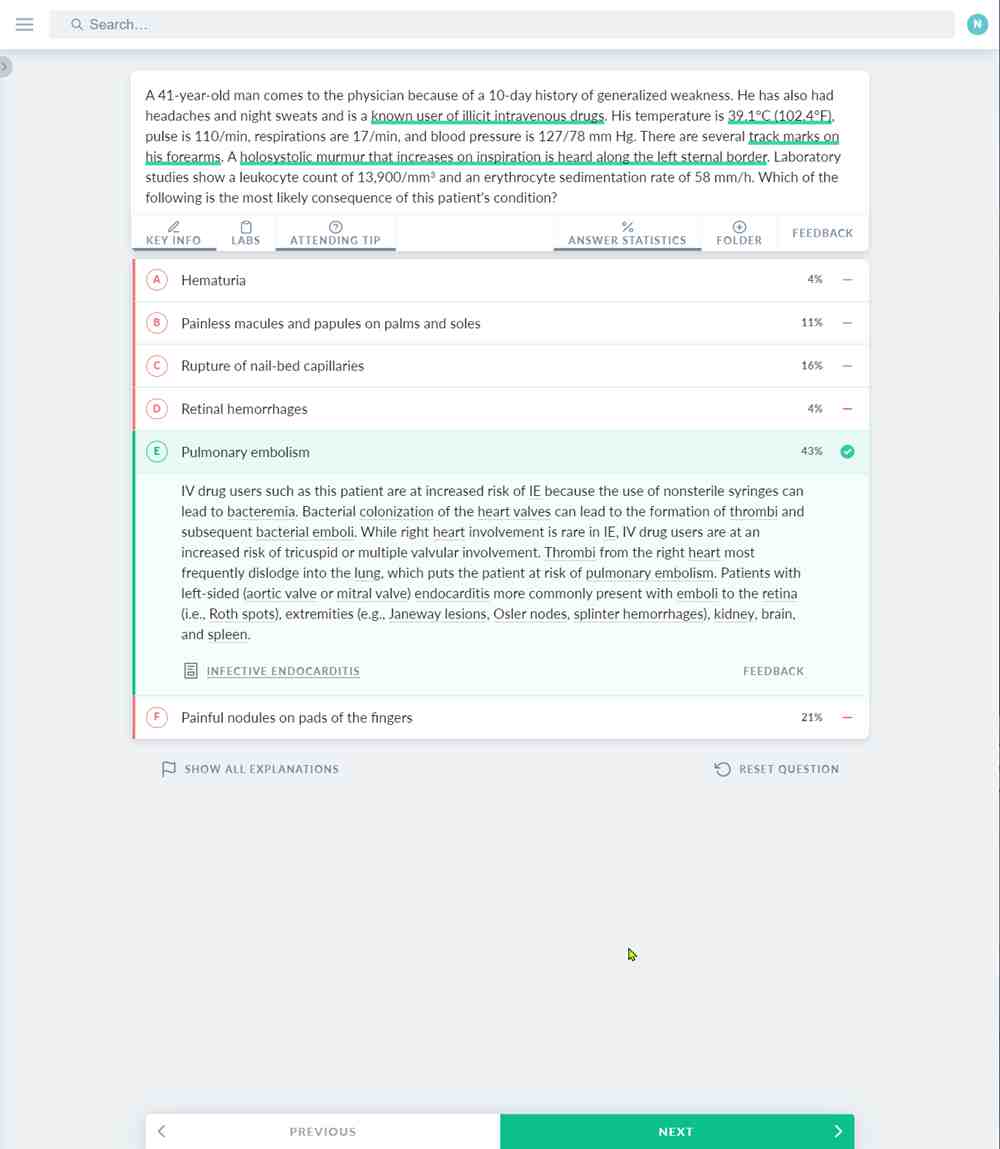 Search...
N
A 41-year-old man comes to the physician because of a 10-day history of generalized weakness. He has also had
headaches and night sweats and is a known user of illicit intravenous drugs. His temperature is 39.1°C (102.4°F),
pulse is 110/min, respirations are 17/min, and blood pressure is 127/78 mm Hg. There are several track marks on
his forearms. A holosystolic murmur that increases on inspiration is heard along the left sternal border. Laboratory
studies show a leukocyte count of 13,900/mm³ and an erythrocyte sedimentation rate of 58 mm/h. Which of the
following is the most likely consequence of this patient's condition?
KEY INFO LABS ATTENDING TIP ANSWER STATISTICS FOLDER FEEDBACK
A Hematuria 4%
B Painless macules and papules on palms and soles 11%
C Rupture of nail-bed capillaries 16%
D Retinal hemorrhages 4%
E Pulmonary embolism 43%
IV drug users such as this patient are at increased risk of IE because the use of nonsterile syringes can
lead to bacteremia. Bacterial colonization of the heart valves can lead to the formation of thrombi and
subsequent bacterial emboli. While right heart involvement is rare in IE, IV drug users are at an
increased risk of tricuspid or multiple valvular involvement. Thrombi from the right heart most
frequently dislodge into the lung, which puts the patient at risk of pulmonary embolism. Patients with
left-sided (aortic valve or mitral valve) endocarditis more commonly present with emboli to the retina
(i.e., Roth spots), extremities (e.g., Janeway lesions, Osler nodes, splinter hemorrhages), kidney, brain,
and spleen.
INFECTIVE ENDOCARDITIS FEEDBACK
F Painful nodules on pads of the fingers 21%
SHOW ALL EXPLANATIONS RESET QUESTION
PREVIOUS NEXT